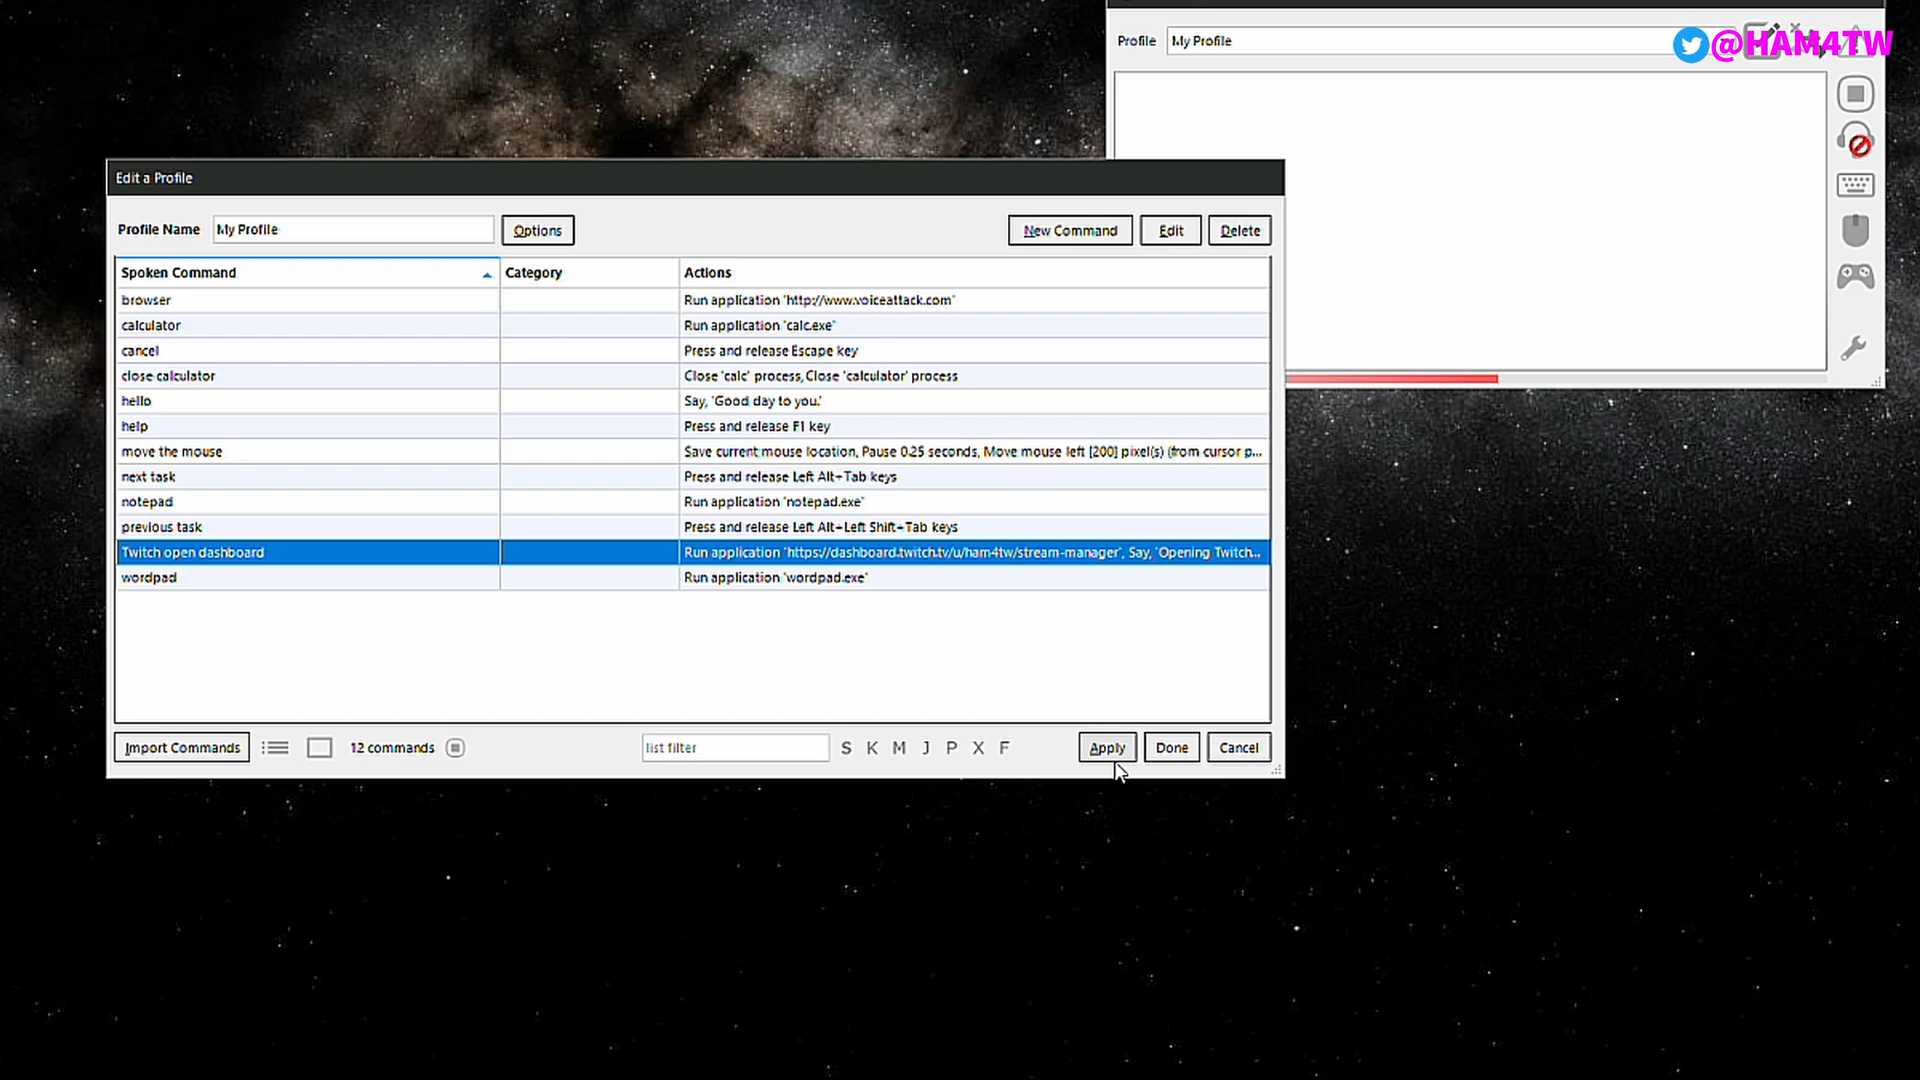 Profile My Profile
@HAM4TW
Edit a Profile
Profile Name My Profile Options New Command Edit Delete
Spoken Command Category Actions
browser Run application 'http://www.voiceattack.com'
calculator Run application 'calc.exe'
cancel Press and release Escape key
close calculator Close 'calc' process, Close 'calculator' process
hello Say, 'Good day to you.'
help Press and release F1 key
move the mouse Save current mouse location, Pause 0.25 seconds, Move mouse left [200] pixel(s) (from cursor p...
next task Press and release Left Alt+Tab keys
notepad Run application 'notepad.exe'
previous task Press and release Left Alt+Left Shift+Tab keys
Twitch open dashboard Run application 'https://dashboard.twitch.tv/u/ham4tw/stream-manager', Say, 'Opening Twitch...
wordpad Run application 'wordpad.exe'
Import Commands 12 commands list filter S K M J P X F Apply Done Cancel